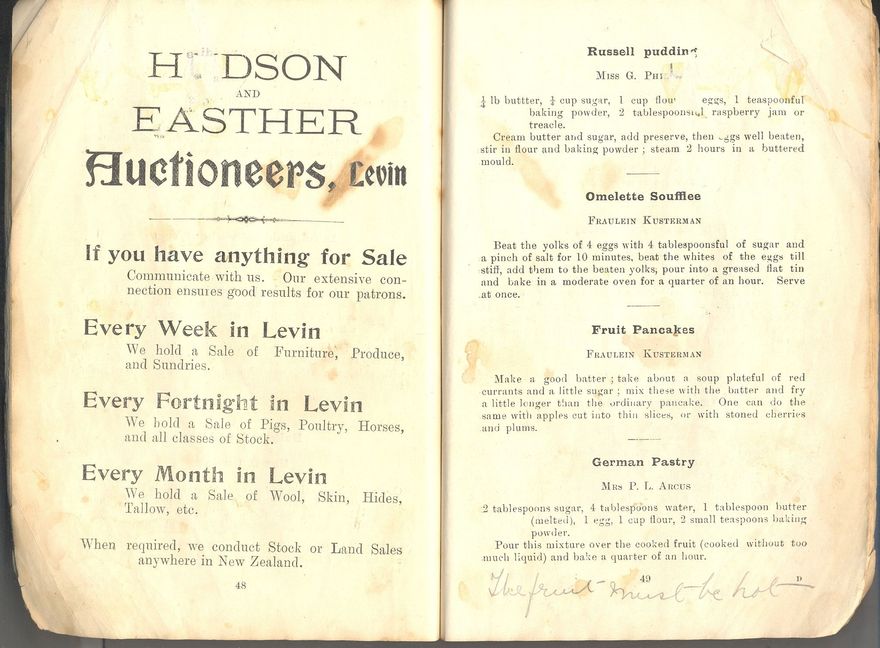 HUDSON
AND
EASTHER
Auctioneers, Levin
If you have anything for Sale
Communicate with us. Our extensive con-
nection ensures good results for our patrons.
Every Week in Levin
We hold a Sale of Furniture, Produce,
and Sundries.
Every Fortnight in Levin
We hold a Sale of Pigs, Poultry, Horses,
and all classes of Stock.
Every Month in Levin
We hold a Sale of Wool, Skin, Hides,
Tallow, etc.
When required, we conduct Stock or Land Sales
anywhere in New Zealand.
48
Russell pudding
MISS G.
¼ lb buttter, ½ cup sugar, 1 cup flour eggs, 1 teaspoonful
baking powder, 2 tablespoonsful raspberry jam or
treacle.
Cream butter and sugar, add preserve, then eggs well beaten,
stir in flour and baking powder ; steam 2 hours in a buttered
mould.
Omelette Soufflee
FRAULEIN KUSTERMAN
Beat the yolks of 4 eggs with 4 tablespoonsful of sugar and
a pinch of salt for 10 minutes, beat the whites of the eggs till
stiff, add them to the beaten yolks, pour into a greased flat tin
and bake in a moderate oven for a quarter of an hour. Serve
at once.
Fruit Pancakes
FRAULEIN KUSTERMAN
Make a good batter ; take about a soup plateful of red
currants and a little sugar ; mix these with the batter and fry
a little longer than the ordinary pancake. One can do the
same with apples cut into thin slices, or with stoned cherries
and plums.
German Pastry
MRS P. L. ARCUS
2 tablespoons sugar, 4 tablespoons water, 1 tablespoon butter
(melted), 1 egg, 1 cup flour, 2 small teaspoons baking
powder.
Pour this mixture over the cooked fruit (cooked without too
much liquid) and bake a quarter of an hour.
49 D
The fruit must be hot